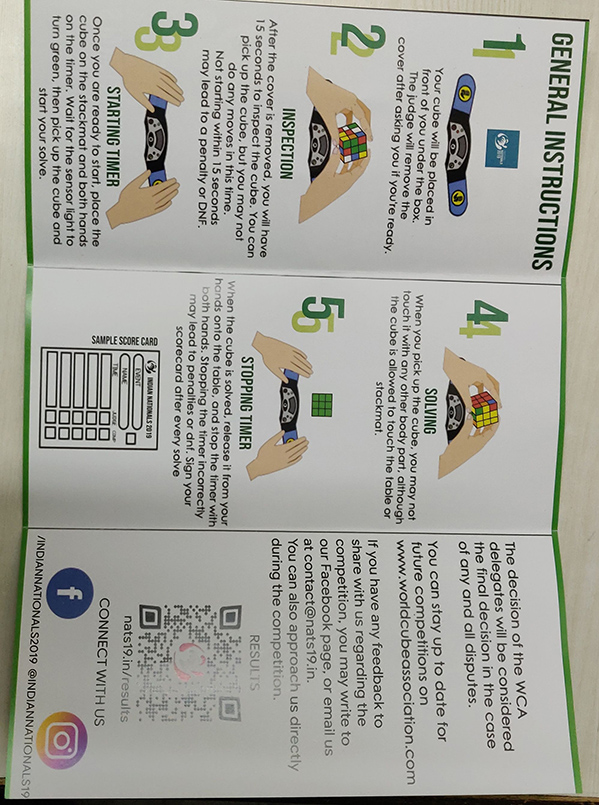 GENERAL INSTRUCTIONS
1
Your cube will be placed in
front of you under the box.
The judge will remove the
cover after asking you if you're ready.
2
INSPECTION
After the cover is removed, you will have
15 seconds to inspect the cube. You can
pick up the cube, but you may not
do any moves in this time.
Not starting within 15 seconds
may lead to a penalty or DNF.
3
STARTING TIMER
Once you are ready to start, place the
cube on the stackmat and both hands
on the timer. Wait for the sensor light to
turn green, then pick up the cube and
start your solve.
4
SOLVING
When you pick up the cube, you may not
touch it with any other body part, although
the cube is allowed to touch the table or
stackmat.
5
STOPPING TIMER
When the cube is solved, release it from your
hands onto the table, and stop the timer with
both hands. Stopping the timer incorrectly
may lead to penalties or dnf. Sign your
scorecard after every solve
SAMPLE SCORE CARD
INDIAN NATIONALS 2019
EVENT
NAME
TIME JUDGE COMP
The decision of the WCA
delegates will be considered
the final decision in the case
of any and all disputes.
You can stay up to date for
future competitions on
www.worldcubeassociation.com
If you have any feedback to
share with us regarding the
competition, you may write to
our Facebook page, or email us
at contact@nats19.in.
You can also approach us directly
during the competition.
RESULTS
nats19.in/results
CONNECT WITH US
/INDIANNATIONALS2019 @INDIANNATIONALS19